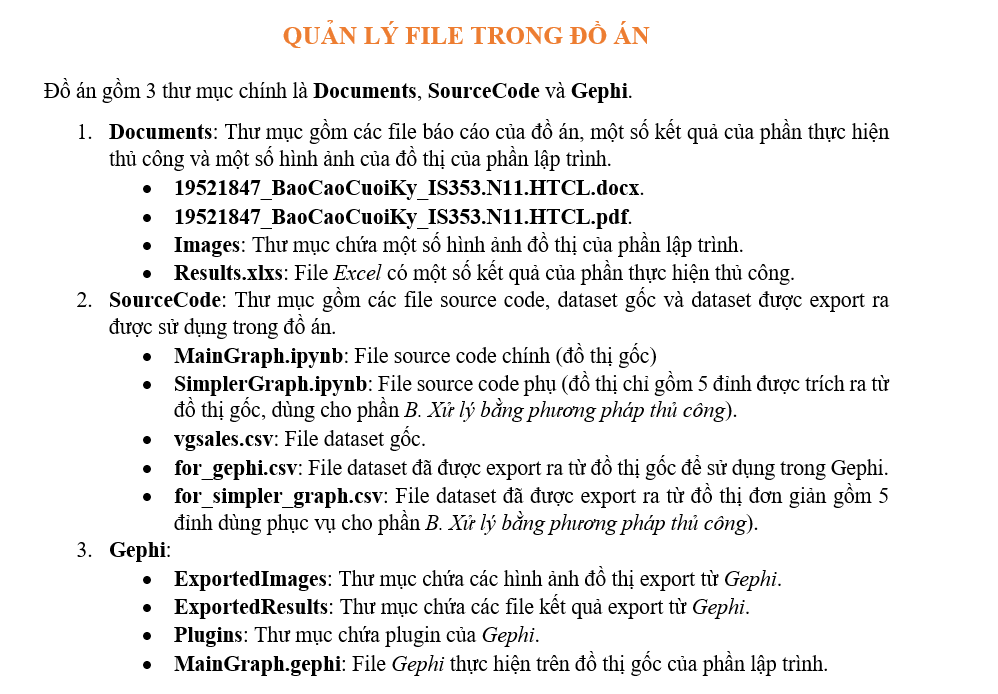 QUẢN LÝ FILE TRONG ĐỒ ÁN
Đồ án gồm 3 thư mục chính là Documents, SourceCode và Gephi.
1. Documents: Thư mục gồm các file báo cáo của đồ án, một số kết quả của phần thực hiện
thủ công và một số hình ảnh của đồ thị của phần lập trình.
• 19521847_BaoCaoCuoiKy_IS353.N11.HTCL.docx.
• 19521847_BaoCaoCuoiKy_IS353.N11.HTCL.pdf.
• Images: Thư mục chứa một số hình ảnh đồ thị của phần lập trình.
• Results.xlxs: File Excel có một số kết quả của phần thực hiện thủ công.
2. SourceCode: Thư mục gồm các file source code, dataset gốc và dataset được export ra
được sử dụng trong đồ án.
• MainGraph.ipynb: File source code chính (đồ thị gốc)
• SimplerGraph.ipynb: File source code phụ (đồ thị chỉ gồm 5 đỉnh được trích ra từ
đồ thị gốc, dùng cho phần B. Xử lý bằng phương pháp thủ công).
• vgsales.csv: File dataset gốc.
• for_gephi.csv: File dataset đã được export ra từ đồ thị gốc để sử dụng trong Gephi.
• for_simpler_graph.csv: File dataset đã được export ra từ đồ thị đơn giản gồm 5
đỉnh dùng phục vụ cho phần B. Xử lý bằng phương pháp thủ công).
3. Gephi:
• ExportedImages: Thư mục chứa các hình ảnh đồ thị export từ Gephi.
• ExportedResults: Thư mục chứa các file kết quả export từ Gephi.
• Plugins: Thư mục chứa plugin của Gephi.
• MainGraph.gephi: File Gephi thực hiện trên đồ thị gốc của phần lập trình.